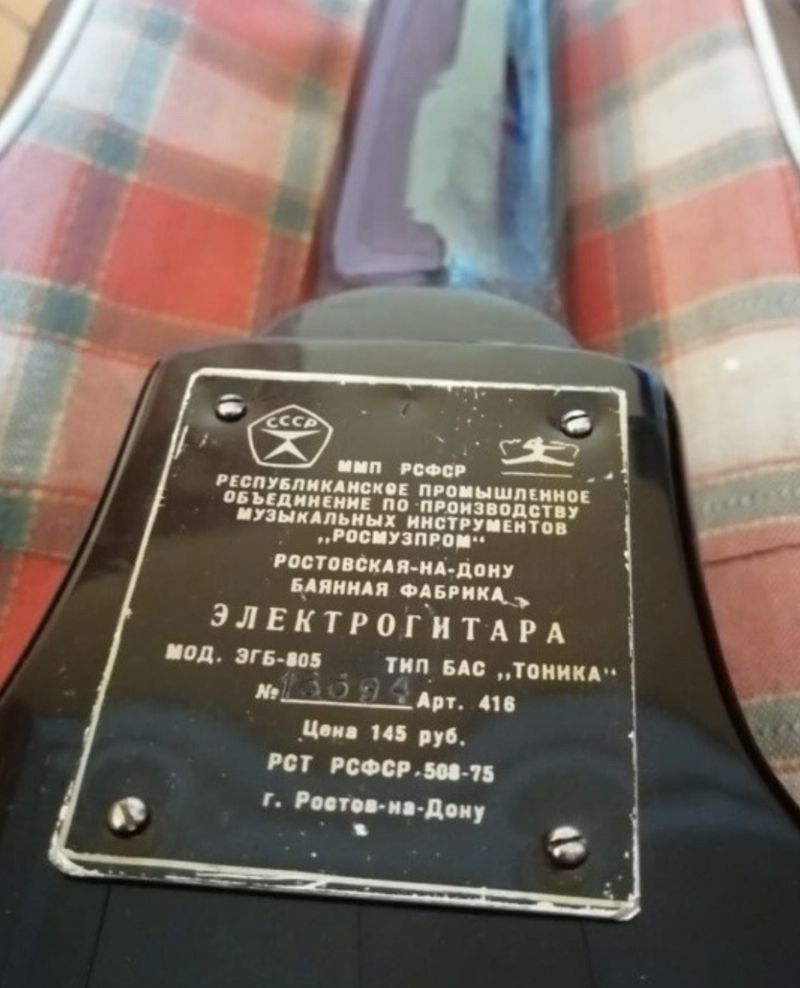 СССР
ММП РСФСР
РЕСПУБЛИКАНСКОЕ ПРОМЫШЛЕННОЕ
ОБЪЕДИНЕНИЕ ПО ПРОИЗВОДСТВУ
МУЗЫКАЛЬНЫХ ИНСТРУМЕНТОВ
„РОСМУЗПРОМ“
РОСТОВСКАЯ-НА-ДОНУ
БАЯННАЯ ФАБРИКА
ЭЛЕКТРОГИТАРА
МОД. ЭГБ-805 ТИП БАС „ТОНИКА“
№ Арт. 416
Цена 145 руб.
РСТ РСФСР 508-75
г. Ростов-на-Дону